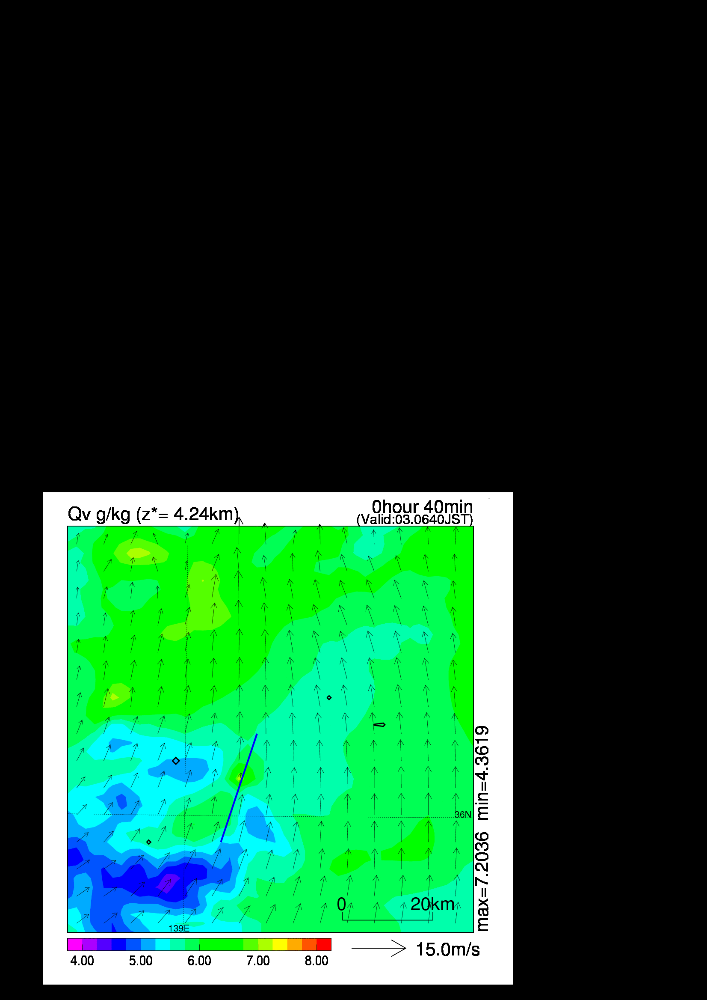 0hour 40min
Qv g/kg (z*= 4.24km)
(Valid:03.0640JST)
36N
max=7.2036 min=4.3619
0 20km
139E
15.0m/s
4.00 5.00 6.00 7.00 8.00